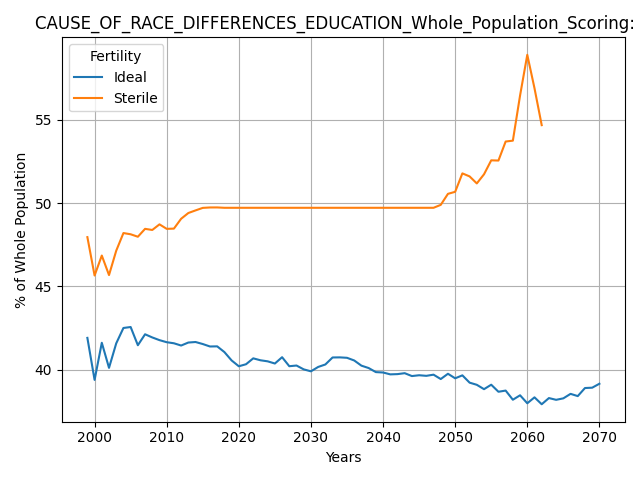 CAUSE_OF_RACE_DIFFERENCES_EDUCATION_Whole_Population_Scoring:
Fertility
Ideal
Sterile
% of Whole Population
55
50
45
40
2000 2010 2020 2030 2040 2050 2060 2070
Years